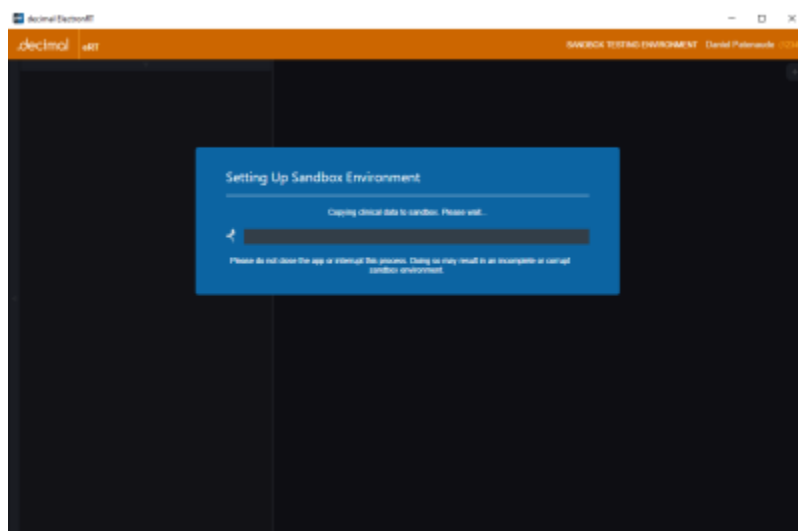 .decimal ElectronRT
.decimal eRT
SANDBOX TESTING ENVIRONMENT Daniel Patenaude
Setting Up Sandbox Environment
Copying clinical data to sandbox. Please wait...
Please do not close the app or interrupt this process. Doing so may result in an incomplete or corrupt
sandbox environment.